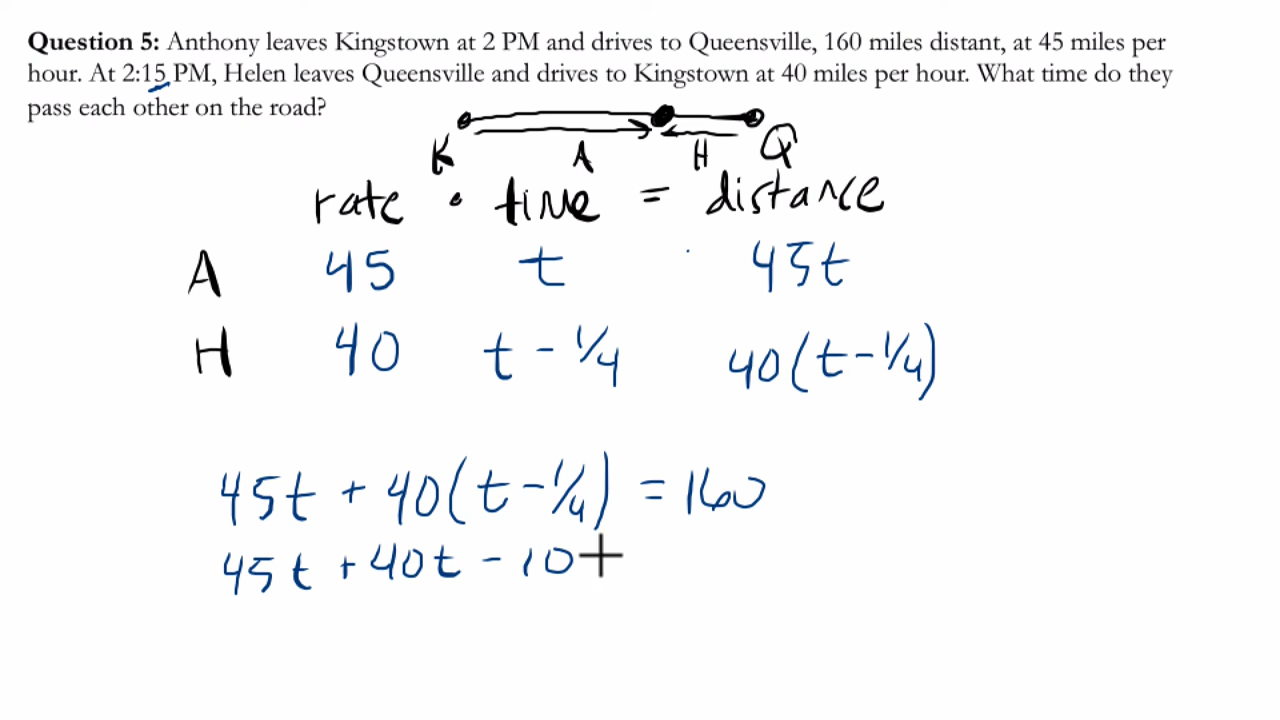 Question 5: Anthony leaves Kingstown at 2 PM and drives to Queensville, 160 miles distant, at 45 miles per
hour. At 2:15 PM, Helen leaves Queensville and drives to Kingstown at 40 miles per hour. What time do they
pass each other on the road?
K A H Q
rate · time = distance
A 45 t 45t
H 40 t - 1/4 40(t - 1/4)
45t + 40(t - 1/4) = 160
45t + 40t - 10